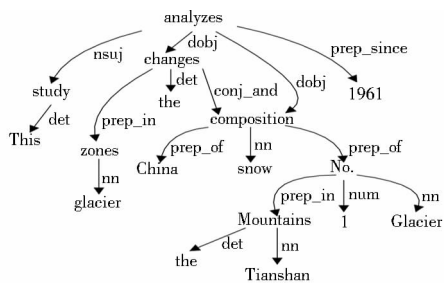 analyzes
nsuj
dobj
dobj
prep_since
study
changes
1961
det
prep_in
det
conj_and
This
the
composition
zones
prep_of
nn
prep_of
nn
China
snow
No.
glacier
prep_in
num
nn
Mountains
1
Glacier
det
nn
the
Tianshan